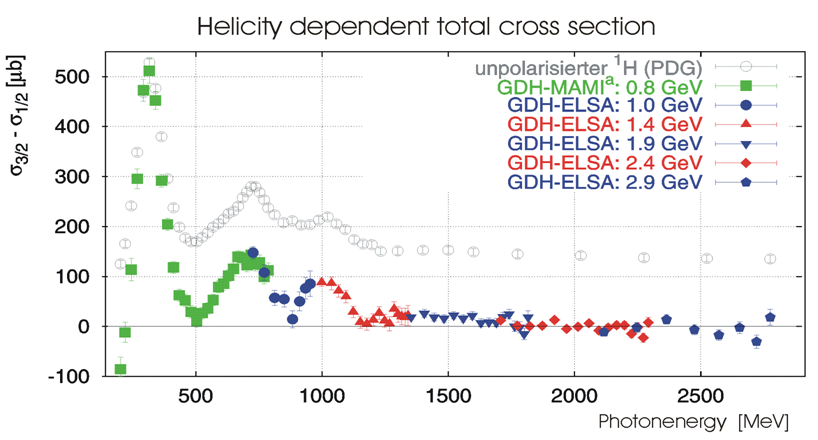 Helicity dependent total cross section
σ3/2 - σ1/2 [μb]
500
400
300
200
100
0
-100
unpolarisierter ¹H (PDG)
GDH-MAMIᵃ: 0.8 GeV
GDH-ELSA: 1.0 GeV
GDH-ELSA: 1.4 GeV
GDH-ELSA: 1.9 GeV
GDH-ELSA: 2.4 GeV
GDH-ELSA: 2.9 GeV
500 1000 1500 2000 2500
Photonenergy [MeV]